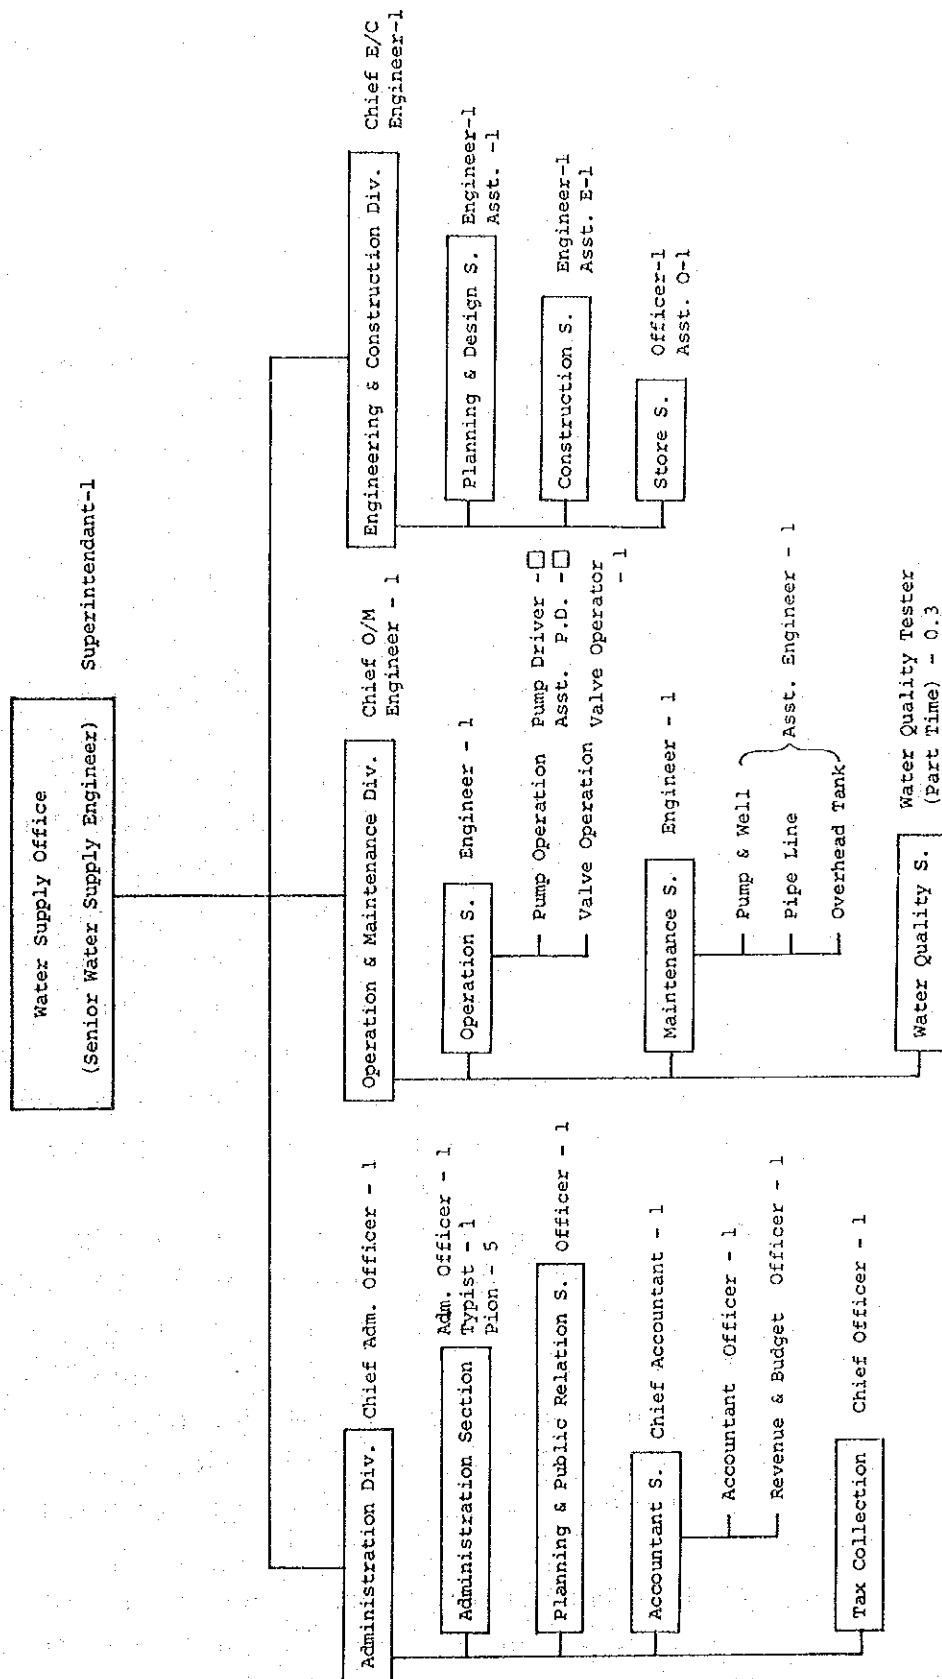 Water Supply Office
(Senior Water Supply Engineer)
Superintendant-1
Administration Div.
Chief Adm. Officer - 1
Administration Section
Adm. Officer - 1
Typist - 1
Pion - 5
Planning & Public Relation S.
Officer - 1
Accountant S.
Chief Accountant - 1
Accountant Officer - 1
Revenue & Budget Officer - 1
Tax Collection
Chief Officer - 1
Operation & Maintenance Div.
Chief O/M
Engineer - 1
Operation S.
Engineer - 1
Pump Operation
Pump Driver -□
Asst. P.D. -□
Valve Operation
Valve Operator
- 1
Maintenance S.
Engineer - 1
Pump & Well
Pipe Line
Overhead Tank
Asst. Engineer - 1
Water Quality S.
Water Quality Tester
(Part Time) - 0.3
Engineering & Construction Div.
Chief E/C
Engineer-1
Planning & Design S.
Engineer-1
Asst. -1
Construction S.
Engineer-1
Asst. E-1
Store S.
Officer-1
Asst. O-1